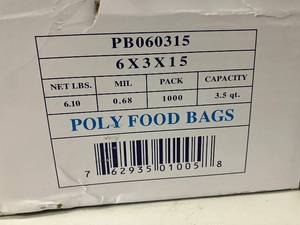 PB060315
6X3X15
NET LBS. MIL PACK CAPACITY
6.10 0.68 1000 3.5 qt.
POLY FOOD BAGS
7 62935 01005 8